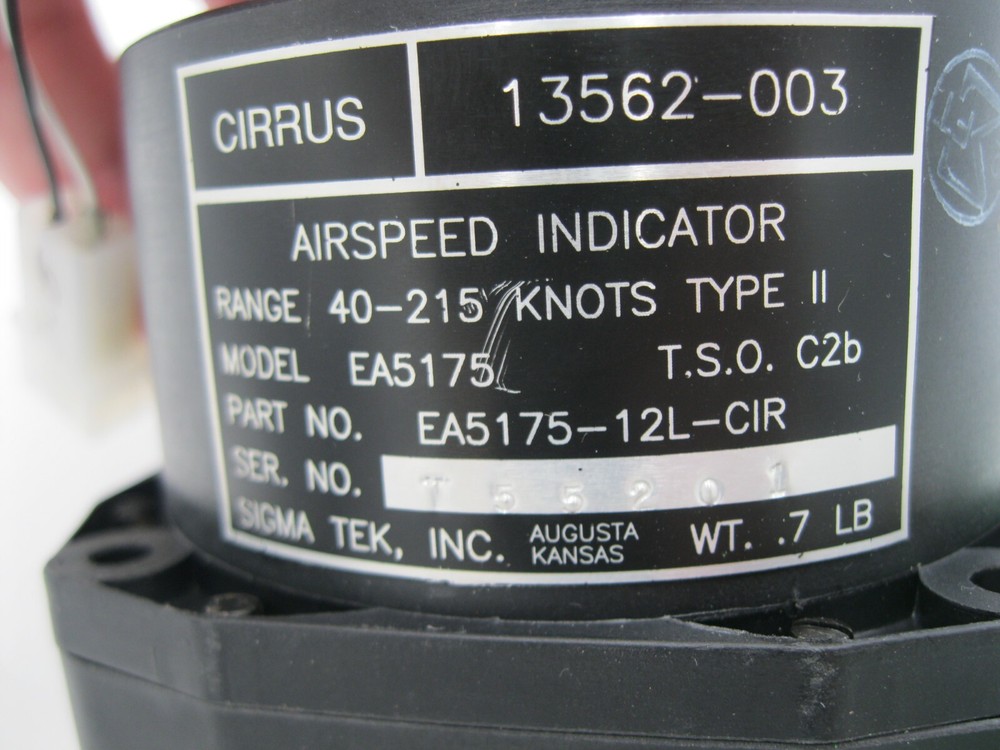 CIRRUS 13562-003
AIRSPEED INDICATOR
RANGE 40-215 KNOTS TYPE II
MODEL EA5175 T.S.O. C2b
PART NO. EA5175-12L-CIR
SER. NO. T55201
SIGMA TEK, INC. AUGUSTA KANSAS WT. .7 LB